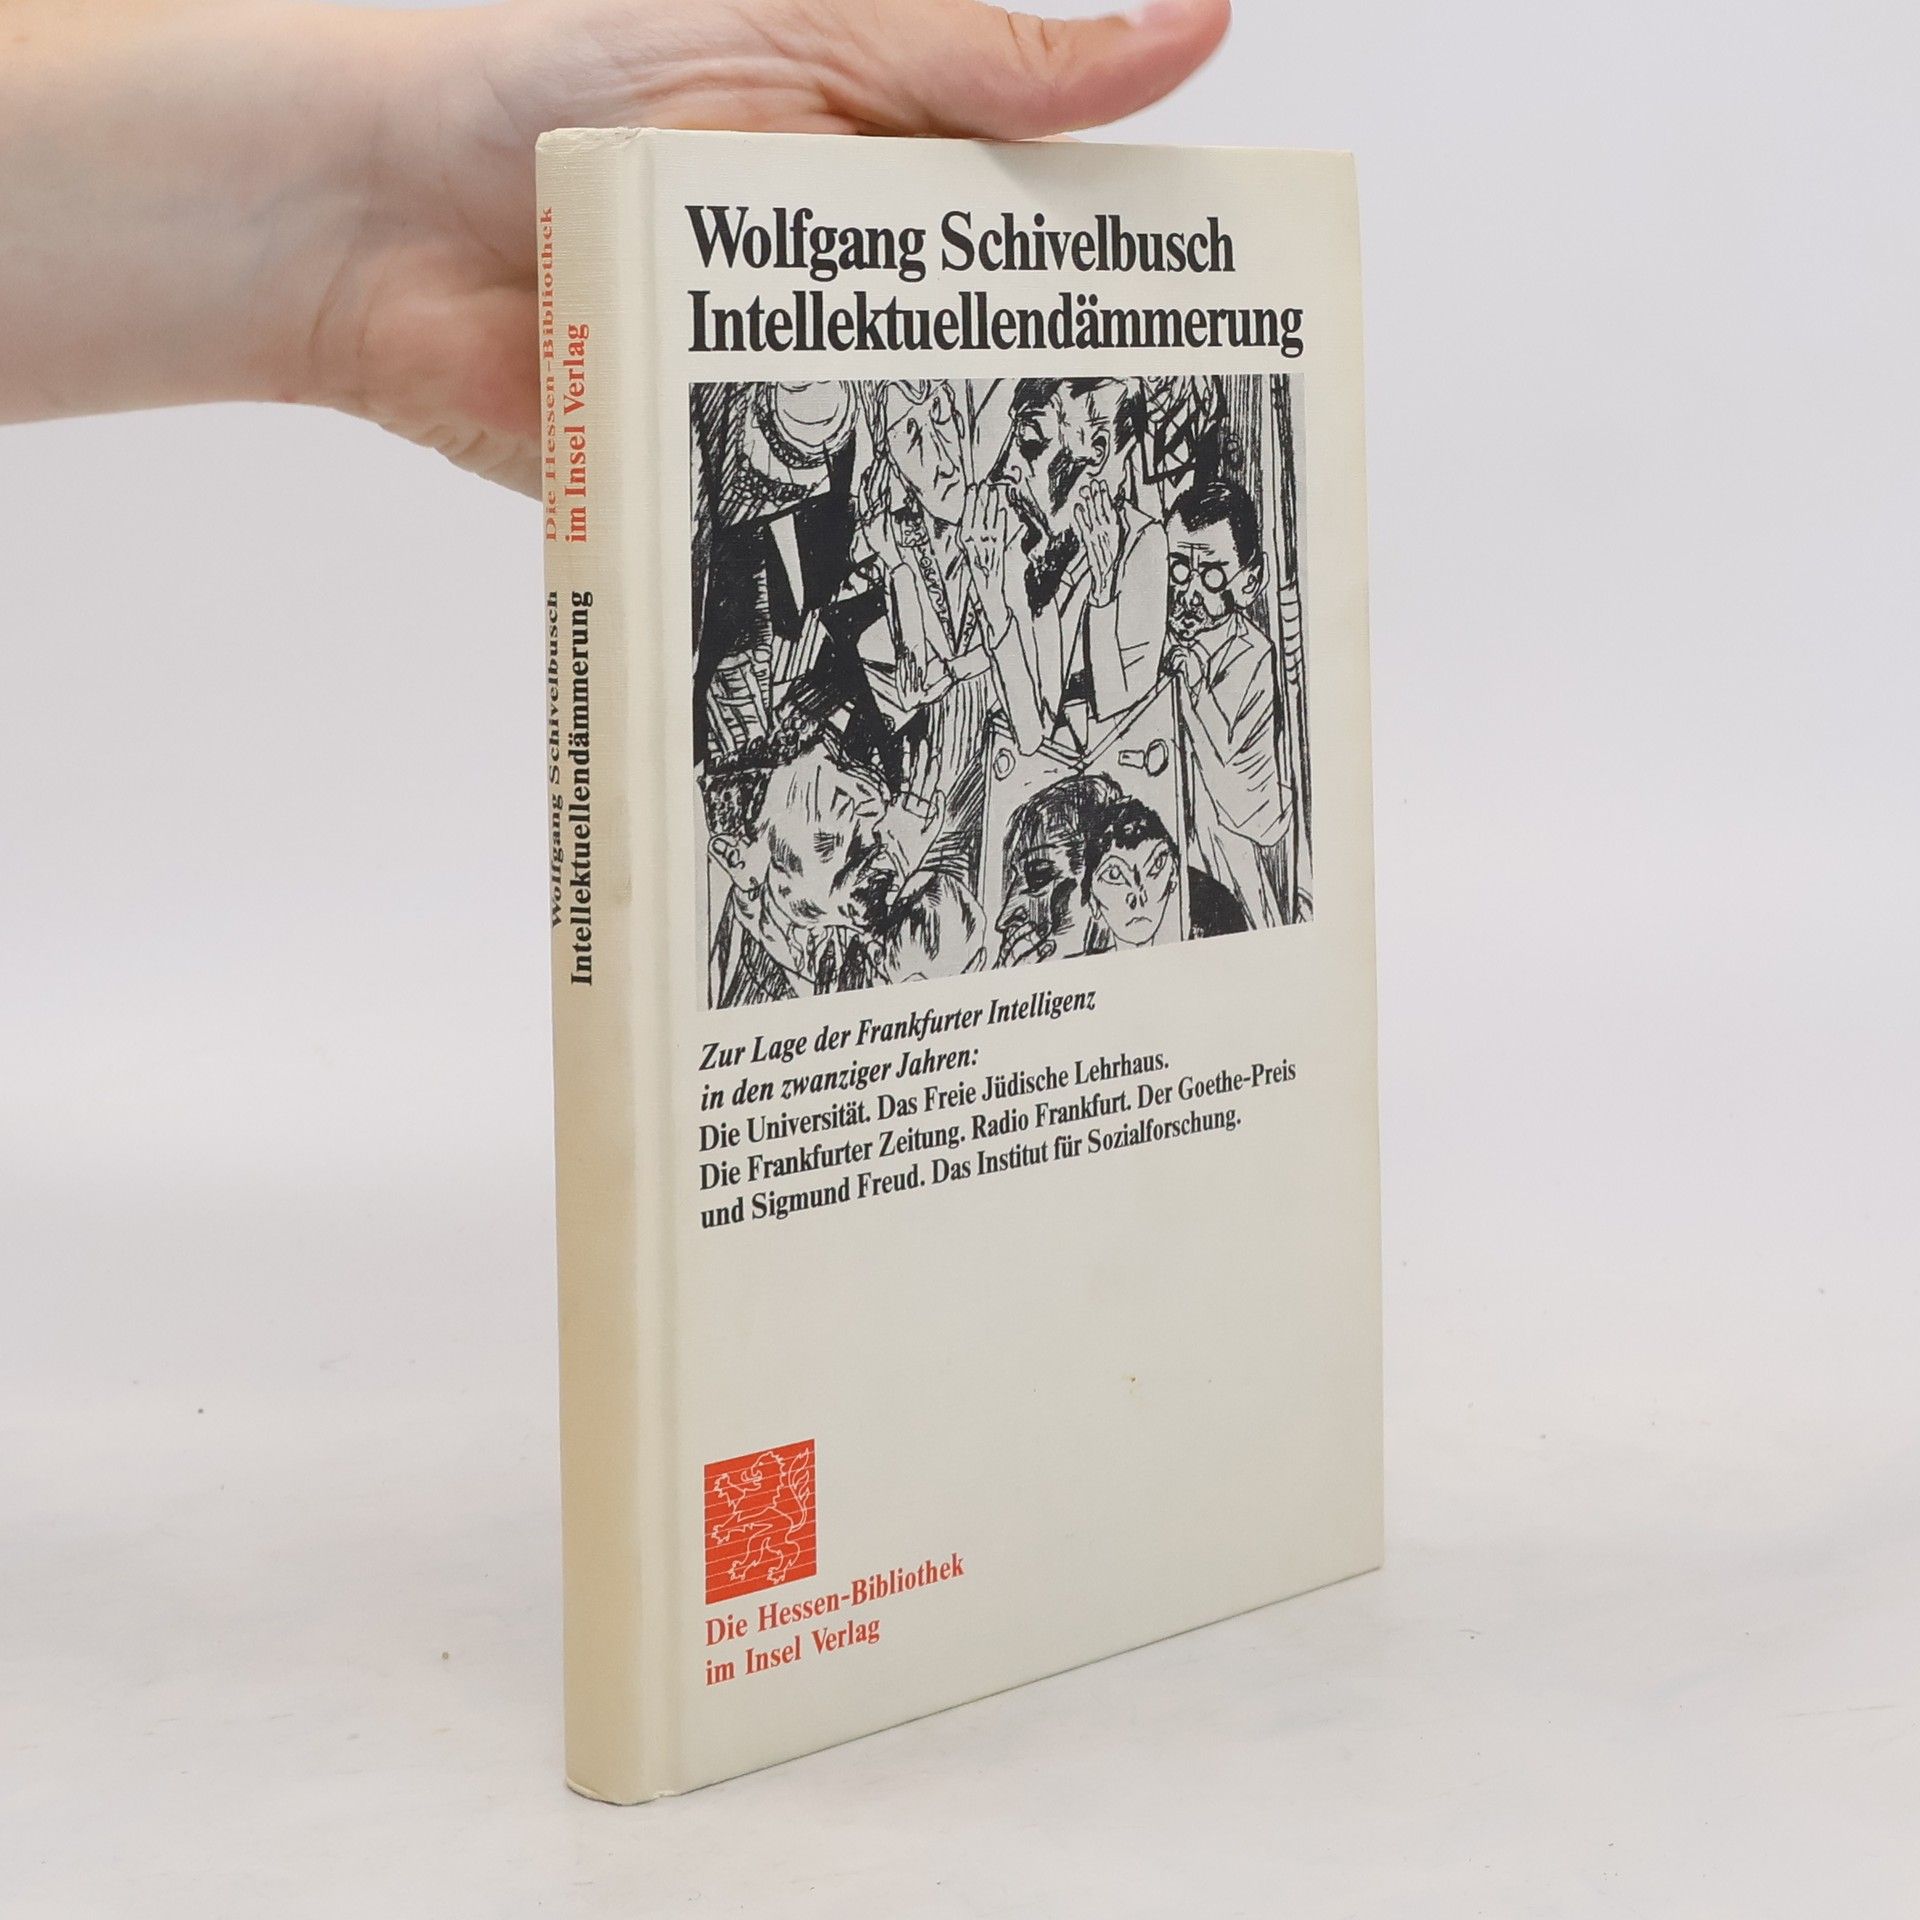 Wolfgang Schivelbusch
Intellektuellendämmerung
Zur Lage der Frankfurter Intelligenz
in den zwanziger Jahren:
Die Universität. Das Freie Jüdische Lehrhaus.
Die Frankfurter Zeitung. Radio Frankfurt. Der Goethe-Preis
und Sigmund Freud. Das Institut für Sozialforschung.
Die Hessen-Bibliothek
im Insel Verlag
Wolfgang Schivelbusch
Intellektuellendämmerung
Die Hessen-Bibliothek
im Insel Verlag